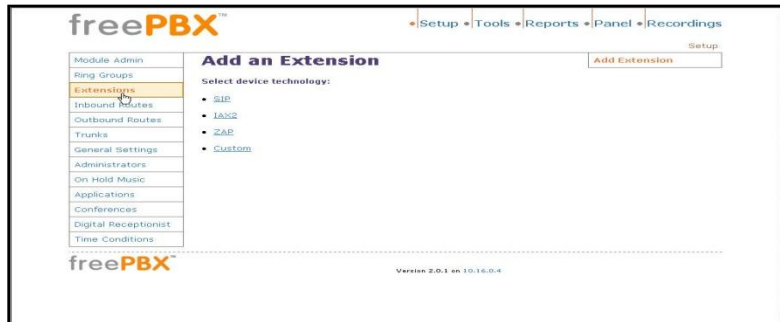 freePBX™
Setup Tools Reports Panel Recordings
Setup
Module Admin
Ring Groups
Extensions
Inbound Routes
Outbound Routes
Trunks
General Settings
Administrators
On Hold Music
Applications
Conferences
Digital Receptionist
Time Conditions
Add an Extension
Select device technology:
SIP
IAX2
ZAP
Custom
Add Extension
freePBX™
Version 2.0.1 on 10.16.0.4